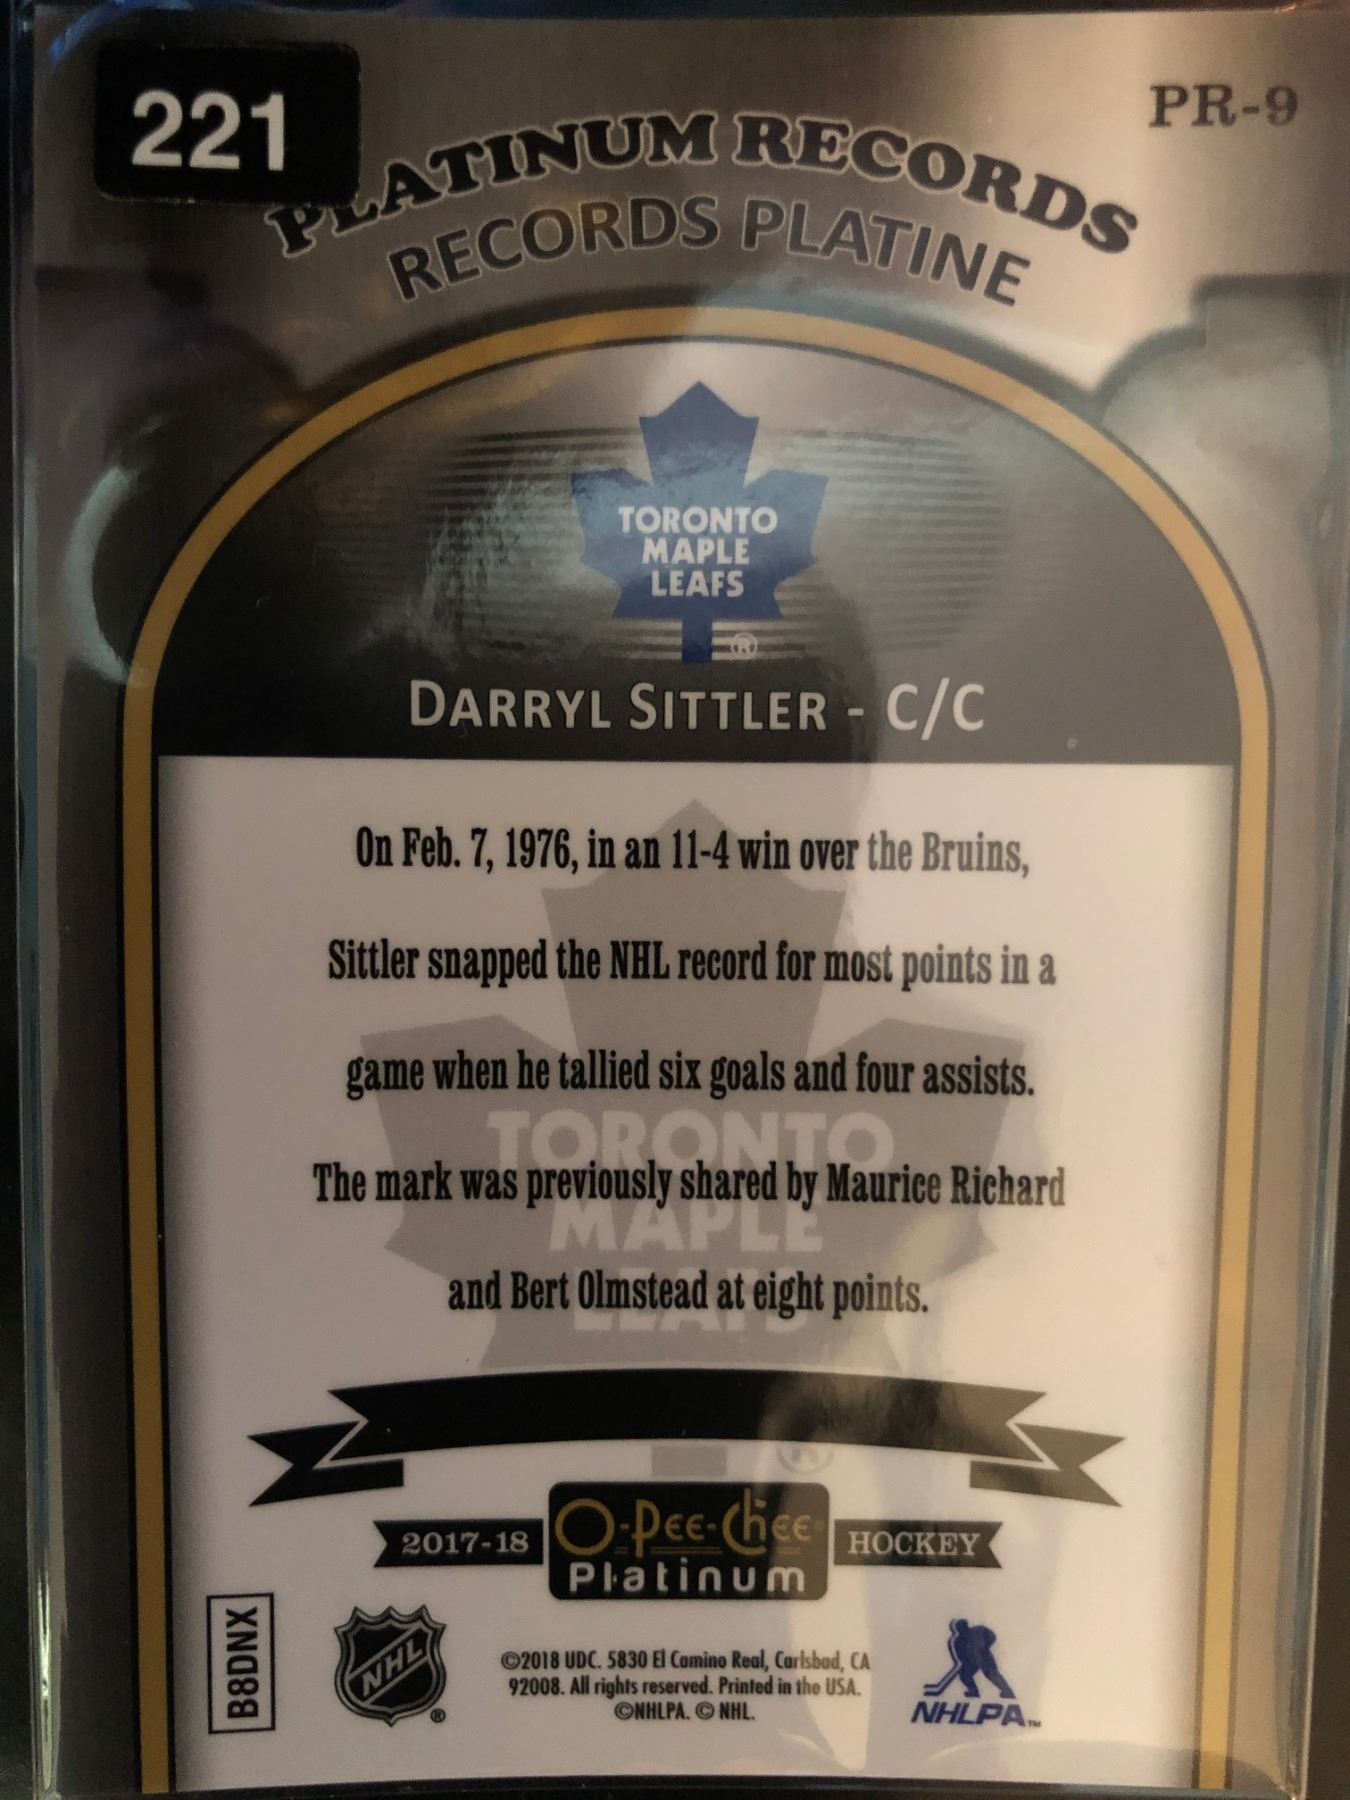 221
PR-9
PLATINUM RECORDS
RECORDS PLATINE
TORONTO
MAPLE
LEAFS
®
DARRYL SITTLER - C/C
On Feb. 7, 1976, in an 11-4 win over the Bruins,
Sittler snapped the NHL record for most points in a
game when he tallied six goals and four assists.
The mark was previously shared by Maurice Richard
and Bert Olmstead at eight points.
TORONTO
MAPLE
LEAFS
®
2017-18
O-Pee-Chee
Platinum
HOCKEY
B8DNX
NHL
®
©2018 UDC. 5830 El Camino Real, Carlsbad, CA
92008. All rights reserved. Printed in the USA.
©NHLPA. © NHL.
NHLPA™